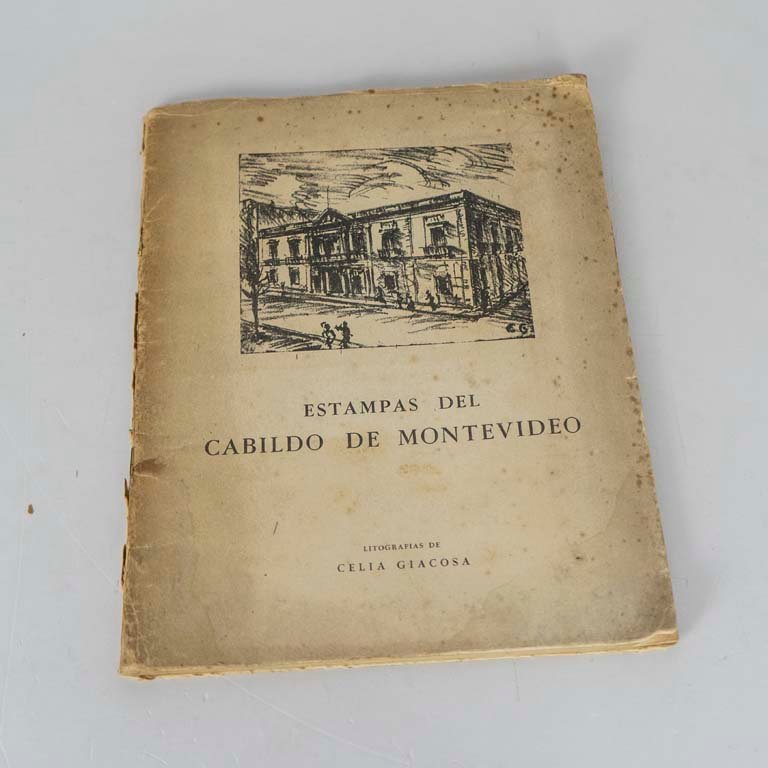 C G
ESTAMPAS DEL
CABILDO DE MONTEVIDEO
LITOGRAFIAS DE
CELIA GIACOSA